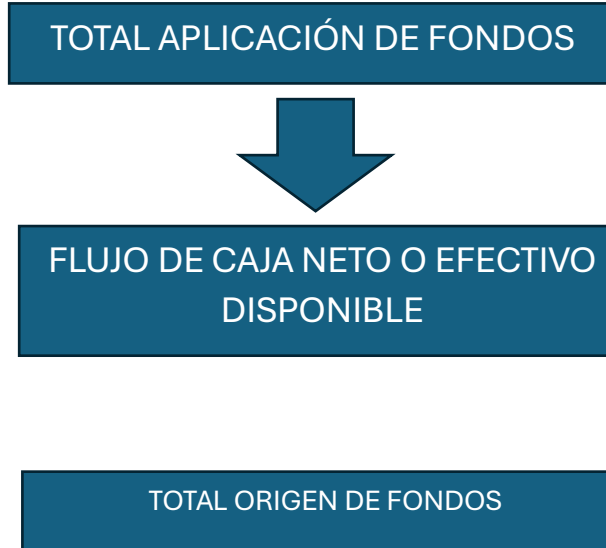 TOTAL APLICACIÓN DE FONDOS
FLUJO DE CAJA NETO O EFECTIVO
DISPONIBLE
TOTAL ORIGEN DE FONDOS